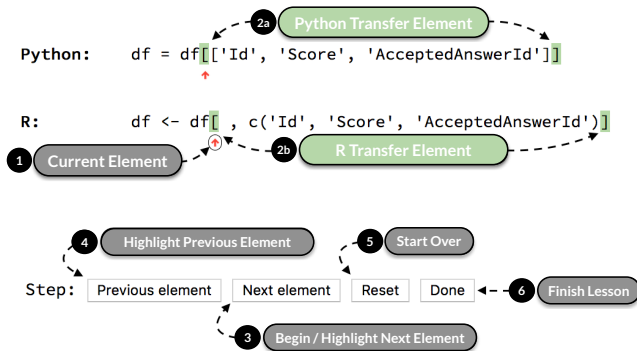 2a Python Transfer Element
Python: df = df[['Id', 'Score', 'AcceptedAnswerId']]
R: df <- df[ , c('Id', 'Score', 'AcceptedAnswerId')]
1 Current Element
2b R Transfer Element
4 Highlight Previous Element
5 Start Over
Step: Previous element Next element Reset Done
6 Finish Lesson
3 Begin / Highlight Next Element